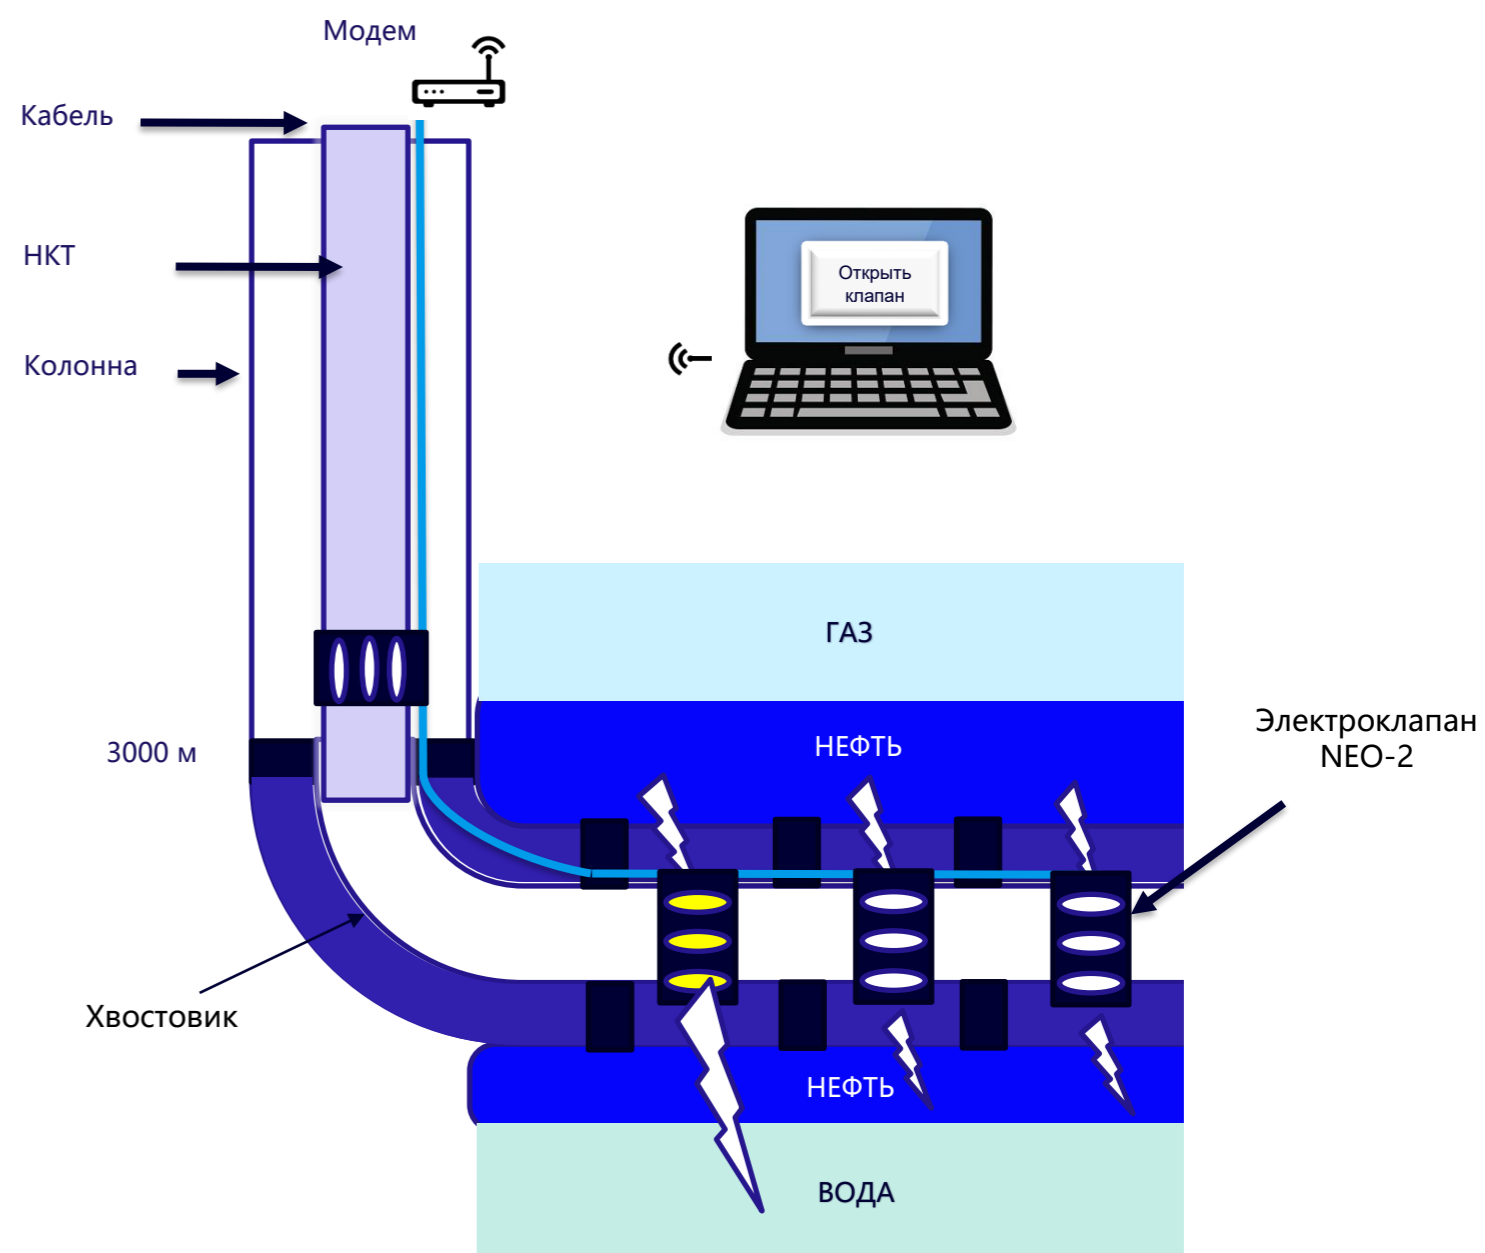 Модем
Кабель
НКТ
Открыть
клапан
Колонна
ГАЗ
Электроклапан
NEO-2
3000 м
НЕФТЬ
Хвостовик
НЕФТЬ
ВОДА